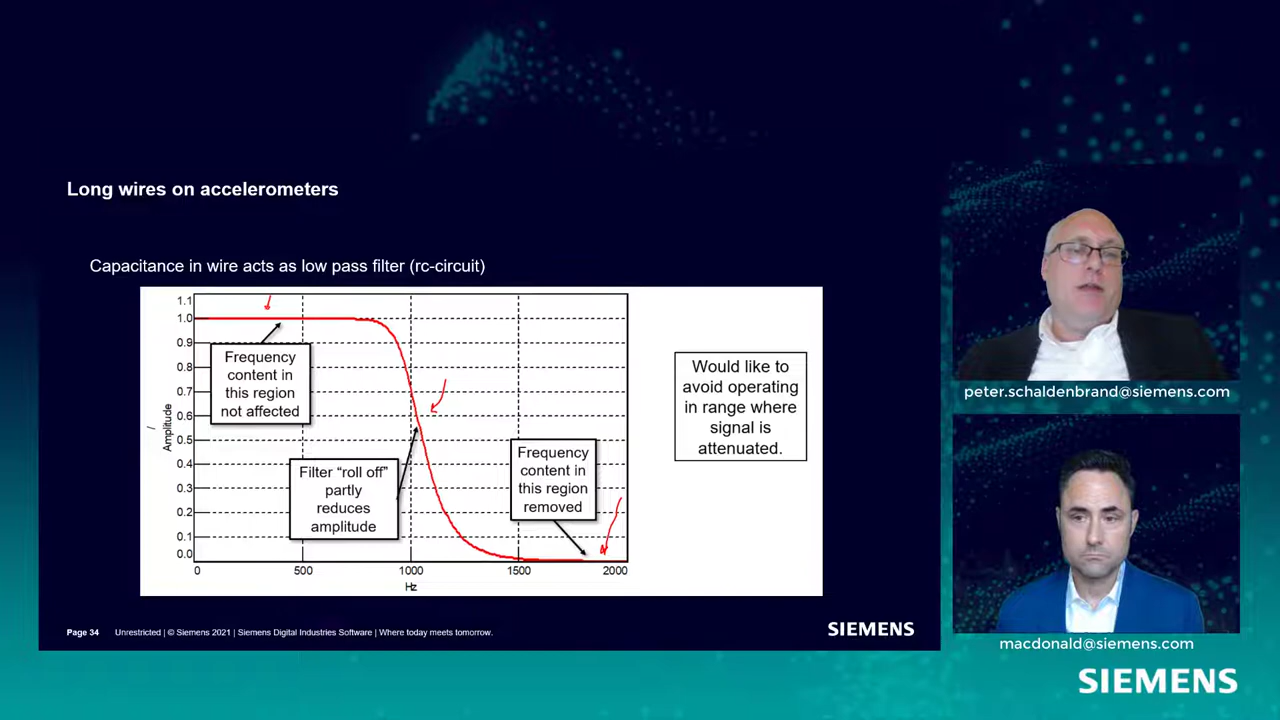 Long wires on accelerometers
Capacitance in wire acts as low pass filter (rc-circuit)
1.1
1.0
0.9
0.8
0.7
0.6
0.5
0.4
0.3
0.2
0.1
0.0
/
Amplitude
Frequency
content in
this region
not affected
Filter “roll off”
partly
reduces
amplitude
Frequency
content in
this region
removed
0
500
1000
1500
2000
Hz
Would like to
avoid operating
in range where
signal is
attenuated.
Page 34 Unrestricted | © Siemens 2021 | Siemens Digital Industries Software | Where today meets tomorrow.
SIEMENS
peter.schaldenbrand@siemens.com
macdonald@siemens.com
SIEMENS